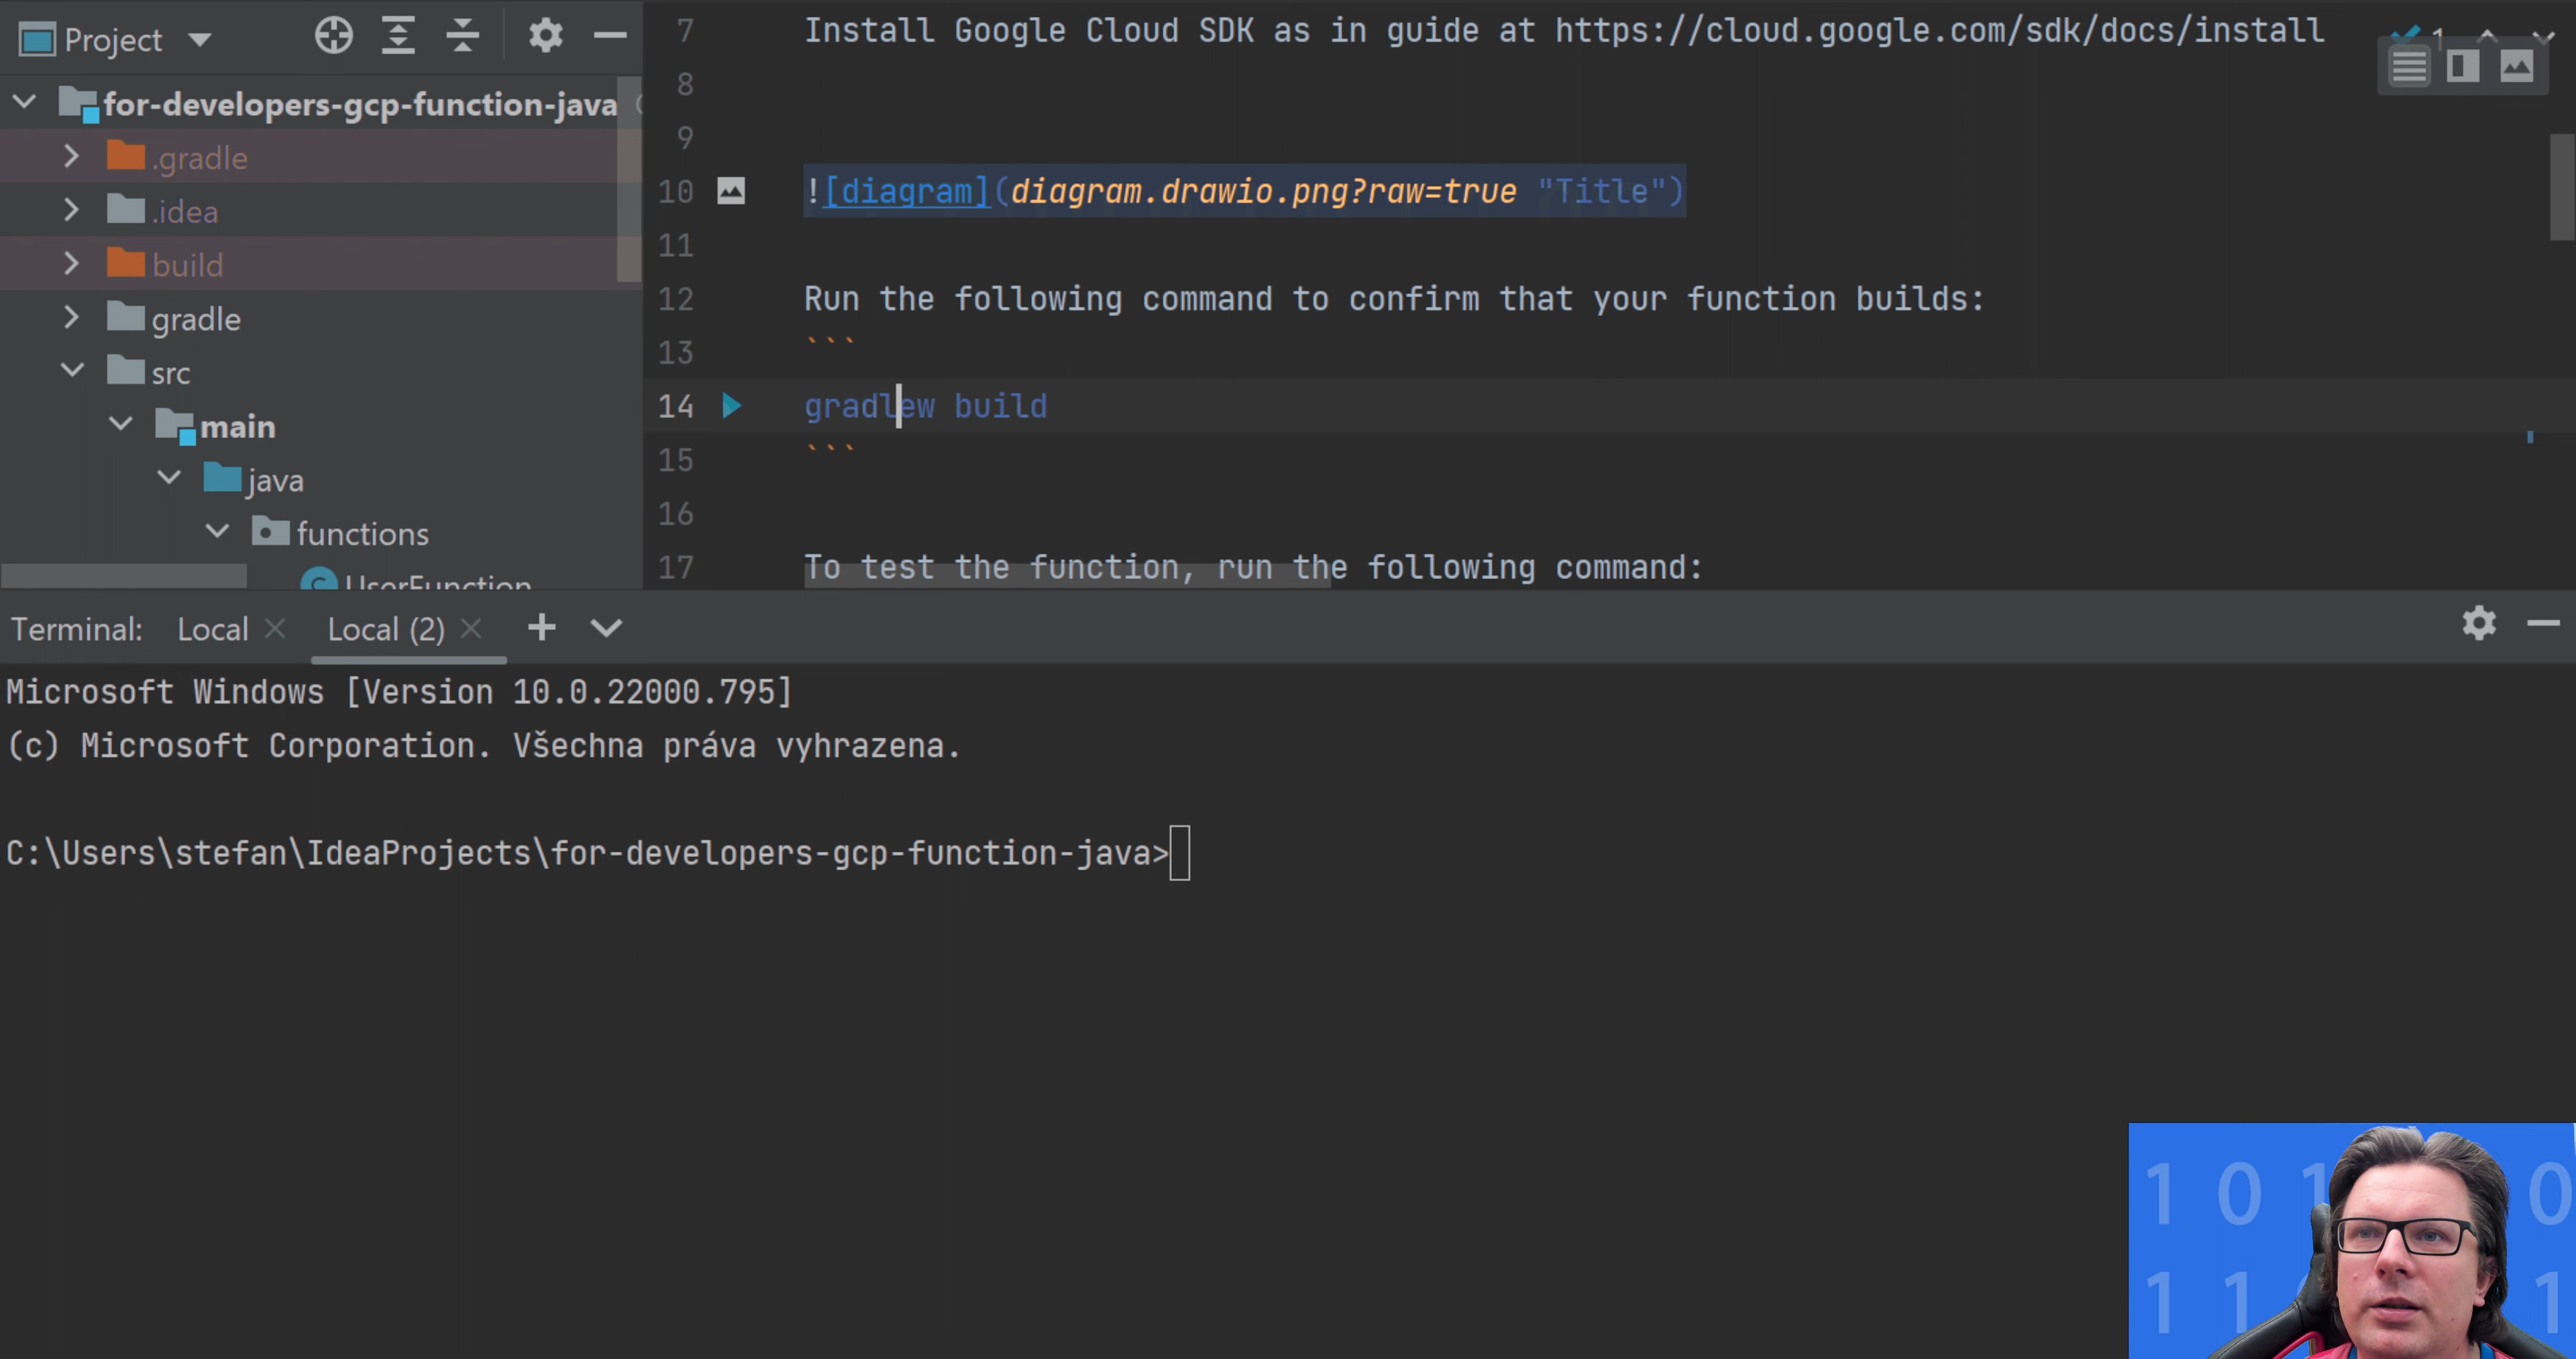 Project
for-developers-gcp-function-java
.gradle
.idea
build
gradle
src
main
java
functions
UserFunction
7 Install Google Cloud SDK as in guide at https://cloud.google.com/sdk/docs/install
1
8
9
10 ![diagram](diagram.drawio.png?raw=true "Title")
11
12 Run the following command to confirm that your function builds:
13 ```
14 gradlew build
15 ```
16
17 To test the function, run the following command:
Terminal: Local Local (2)
Microsoft Windows [Version 10.0.22000.795]
(c) Microsoft Corporation. Všechna práva vyhrazena.
C:\Users\stefan\IdeaProjects\for-developers-gcp-function-java>
1 0 1 0
1 1 1